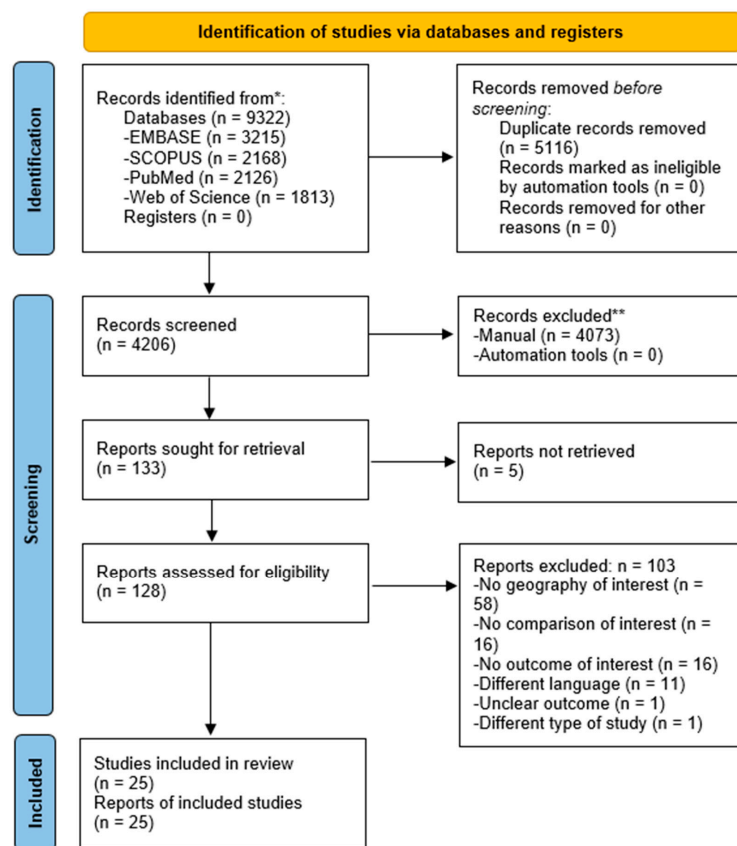 Identification of studies via databases and registers
Identification
Records identified from*:
Databases (n = 9322)
-EMBASE (n = 3215)
-SCOPUS (n = 2168)
-PubMed (n = 2126)
-Web of Science (n = 1813)
Registers (n = 0)
Records removed before
screening:
Duplicate records removed
(n = 5116)
Records marked as ineligible
by automation tools (n = 0)
Records removed for other
reasons (n = 0)
Screening
Records screened
(n = 4206)
Records excluded**
-Manual (n = 4073)
-Automation tools (n = 0)
Reports sought for retrieval
(n = 133)
Reports not retrieved
(n = 5)
Reports assessed for eligibility
(n = 128)
Reports excluded: n = 103
-No geography of interest (n =
58)
-No comparison of interest (n =
16)
-No outcome of interest (n = 16)
-Different language (n = 11)
-Unclear outcome (n = 1)
-Different type of study (n = 1)
Included
Studies included in review
(n = 25)
Reports of included studies
(n = 25)